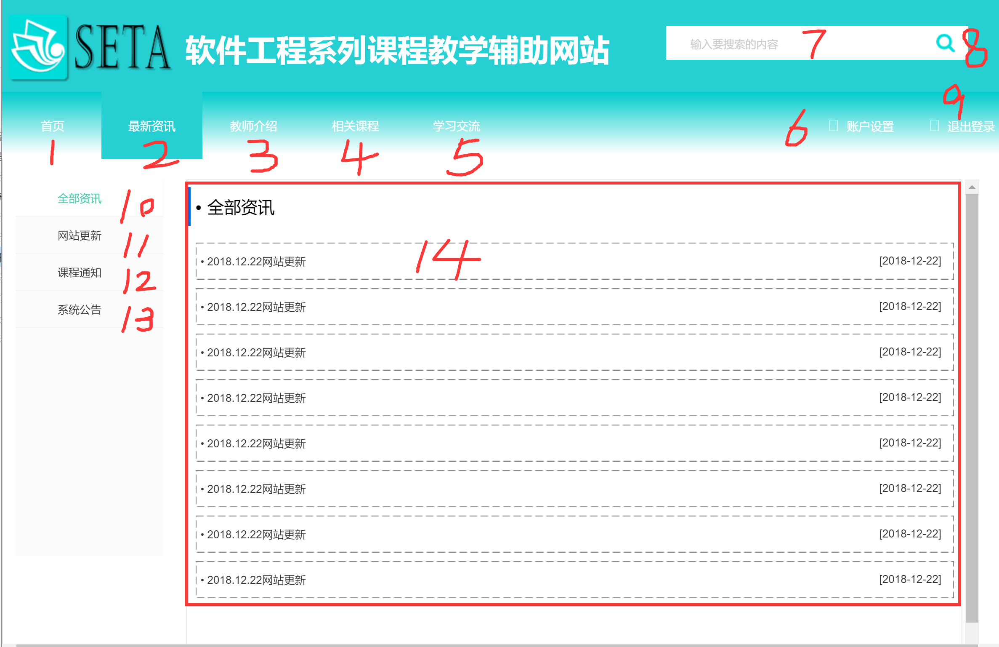 SETA 软件工程系列课程教学辅助网站
输入要搜索的内容 7 8
首页 最新资讯 教师介绍 相关课程 学习交流 6 账户设置 9 退出登录
1 2 3 4 5
全部资讯 10
网站更新 11
课程通知 12
系统公告 13
• 全部资讯
14
• 2018.12.22网站更新 [2018-12-22]
• 2018.12.22网站更新 [2018-12-22]
• 2018.12.22网站更新 [2018-12-22]
• 2018.12.22网站更新 [2018-12-22]
• 2018.12.22网站更新 [2018-12-22]
• 2018.12.22网站更新 [2018-12-22]
• 2018.12.22网站更新 [2018-12-22]
• 2018.12.22网站更新 [2018-12-22]